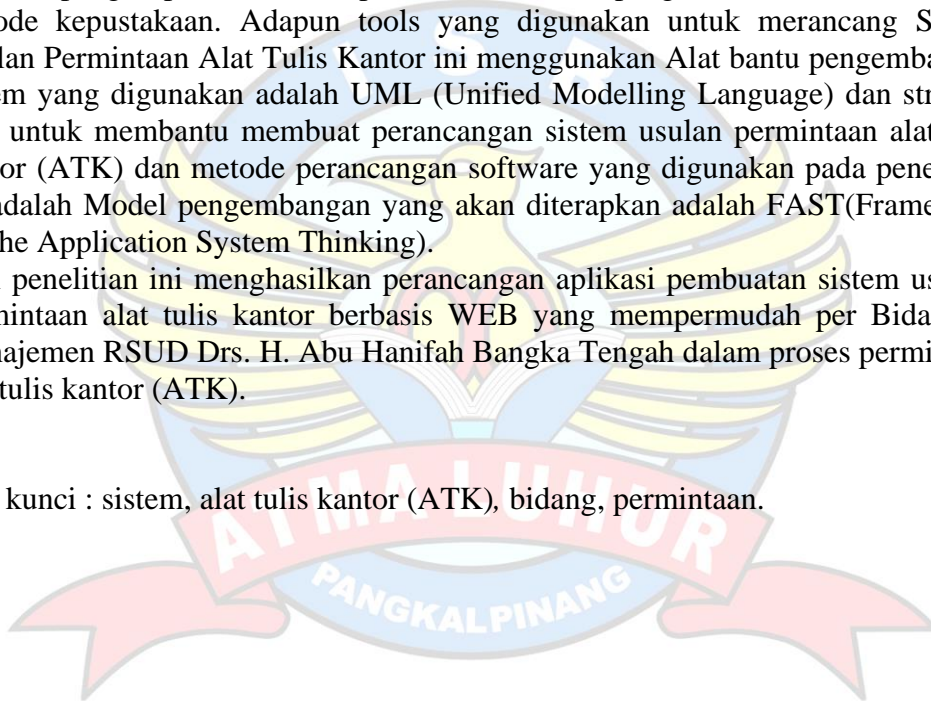 ode kepustakaan. Adapun tools yang digunakan untuk merancang S
lan Permintaan Alat Tulis Kantor ini menggunakan Alat bantu pengemba
em yang digunakan adalah UML (Unified Modelling Language) dan str
untuk membantu membuat perancangan sistem usulan permintaan alat
or (ATK) dan metode perancangan software yang digunakan pada pene
adalah Model pengembangan yang akan diterapkan adalah FAST(Frame
he Application System Thinking).
penelitian ini menghasilkan perancangan aplikasi pembuatan sistem us
mintaan alat tulis kantor berbasis WEB yang mempermudah per Bida
najemen RSUD Drs. H. Abu Hanifah Bangka Tengah dalam proses permi
tulis kantor (ATK).
kunci : sistem, alat tulis kantor (ATK), bidang, permintaan.
ATMA LUHUR
PANGKALPINANG